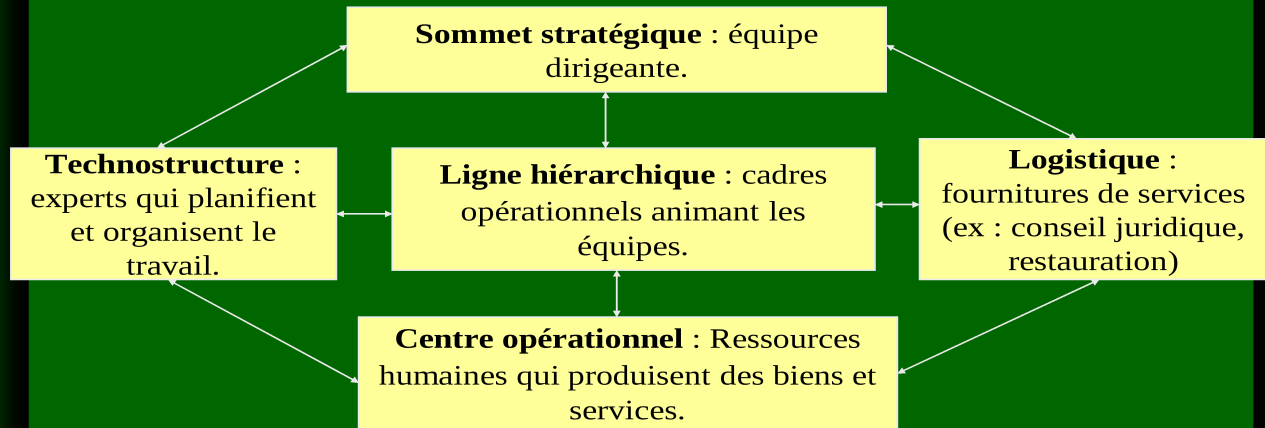 Sommet stratégique : équipe
dirigeante.
Technostructure :
experts qui planifient
et organisent le
travail.
Ligne hiérarchique : cadres
opérationnels animant les
équipes.
Logistique :
fournitures de services
(ex : conseil juridique,
restauration)
Centre opérationnel : Ressources
humaines qui produisent des biens et
services.